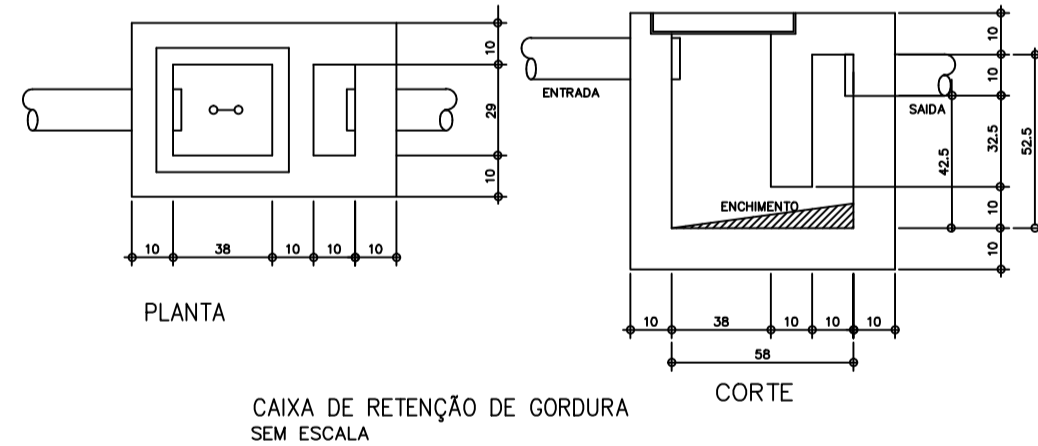 10
29
10
10 38 10 10 10
PLANTA
ENTRADA
SAIDA
ENCHIMENTO
10
10
32.5
10
10
42.5
52.5
10 38 10 10 10
58
CORTE
CAIXA DE RETENÇÃO DE GORDURA
SEM ESCALA